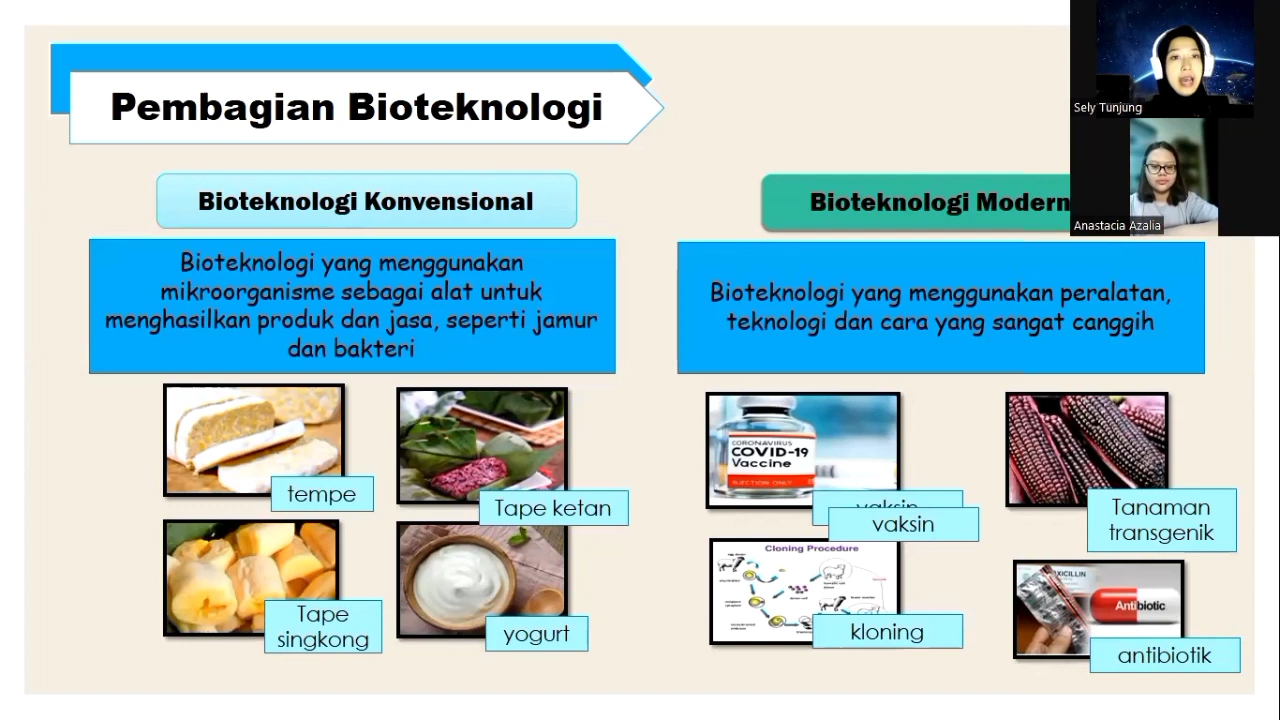 Pembagian Bioteknologi
Sely Tunjung
Anastacia Azalia
Bioteknologi Konvensional
Bioteknologi yang menggunakan
mikroorganisme sebagai alat untuk
menghasilkan produk dan jasa, seperti jamur
dan bakteri
tempe
Tape ketan
Tape
singkong
yogurt
Bioteknologi Modern
Bioteknologi yang menggunakan peralatan,
teknologi dan cara yang sangat canggih
CORONAVIRUS
COVID-19
Vaccine
INJECTION ONLY
vaksin
vaksin
Tanaman
transgenik
Cloning Procedure
kloning
Antibiotic
antibiotik